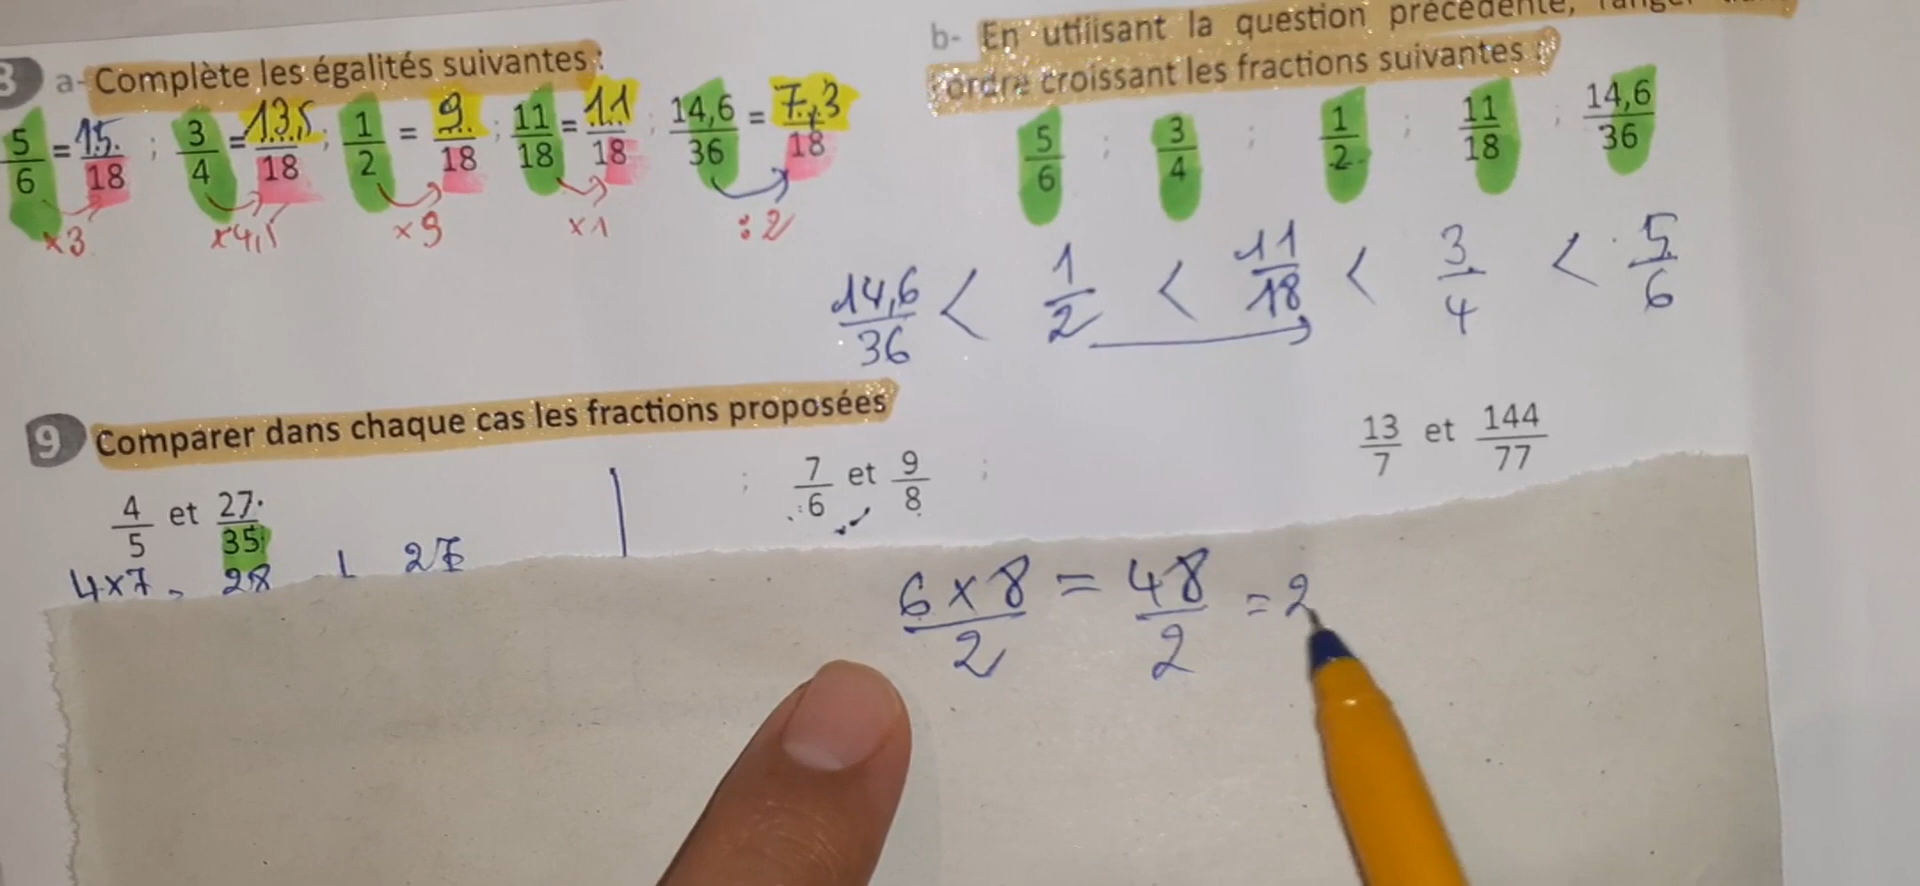 3 a- Complète les égalités suivantes :
5/6 = 15/18 ; 3/4 = 13,5/18 ; 1/2 = 9/18 ; 11/18 = 11/18 ; 14,6/36 = 7,3/18
×3 ×4,5 ×9 ×1 :2
b- En utilisant la question précédente,
ordre croissant les fractions suivantes :
5/6 ; 3/4 ; 1/2 ; 11/18 ; 14,6/36
14,6/36 < 1/2 < 11/18 < 3/4 < 5/6
9 Comparer dans chaque cas les fractions proposées
4/5 et 27/35 ; 7/6 et 9/8 ; 13/7 et 144/77
4×7 28
6×8/2 = 48/2 = 2